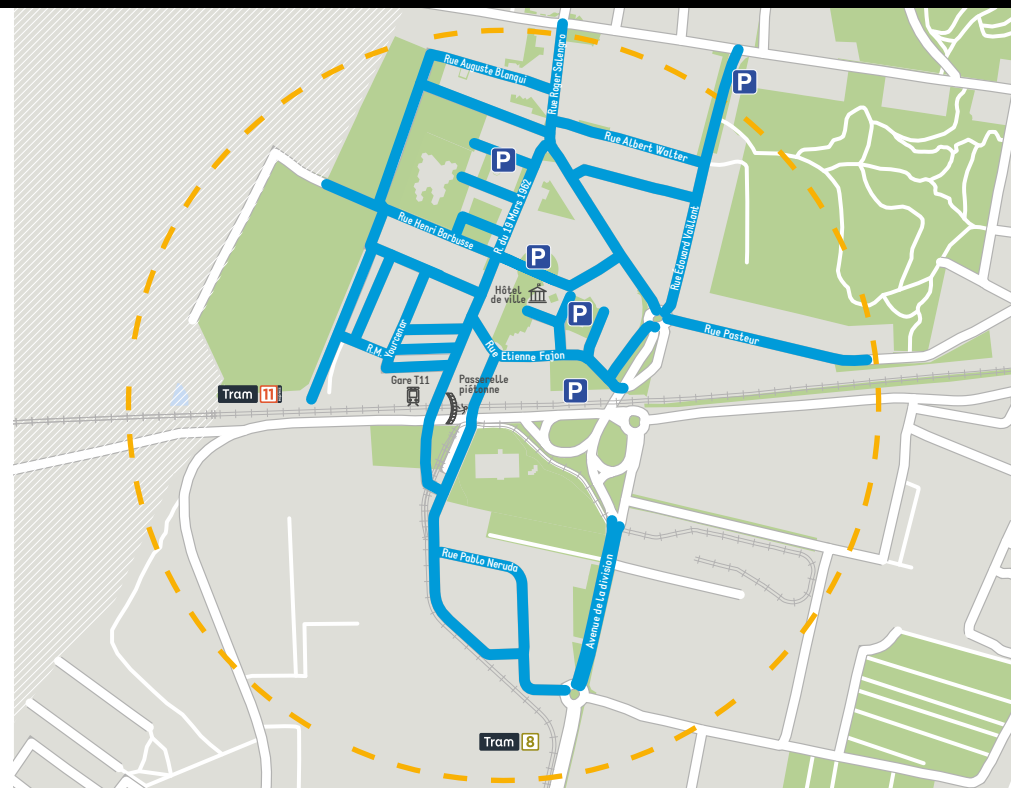 Rue Auguste Blanqui
Rue Roger Salengro
P
Rue Albert Walter
P
R. du 19 Mars 1962
Rue Henri Barbusse
Rue Edouard Vaillant
P
Hôtel
de ville
P
Rue Pasteur
R.M. Yourcenar
Rue Etienne Fajon
Gare T11
Passerelle
piétonne
P
Tram 11
Rue Pablo Neruda
Avenue de la division
Tram 8